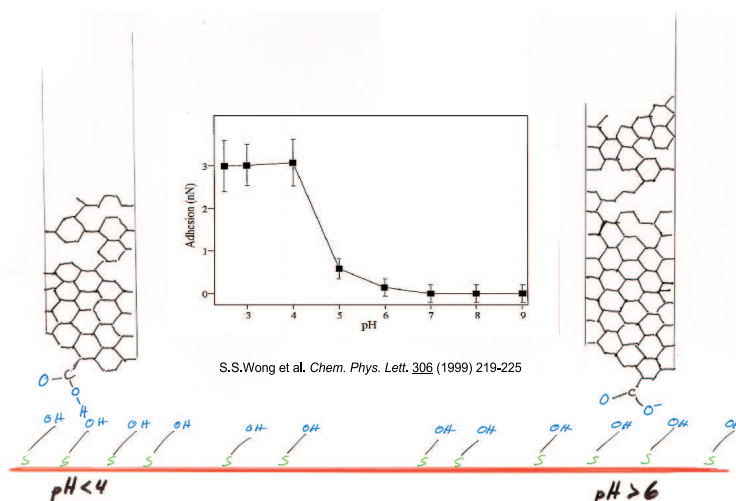 3
2
1
0
Adhesion (nN)
3 4 5 6 7 8 9
pH
S.S.Wong et al. Chem. Phys. Lett. 306 (1999) 219-225
O C
O
H
C
O O⁻
OH OH OH OH OH OH OH OH OH OH OH OH
S S S S S S S S S S S S
pH<4 pH>6